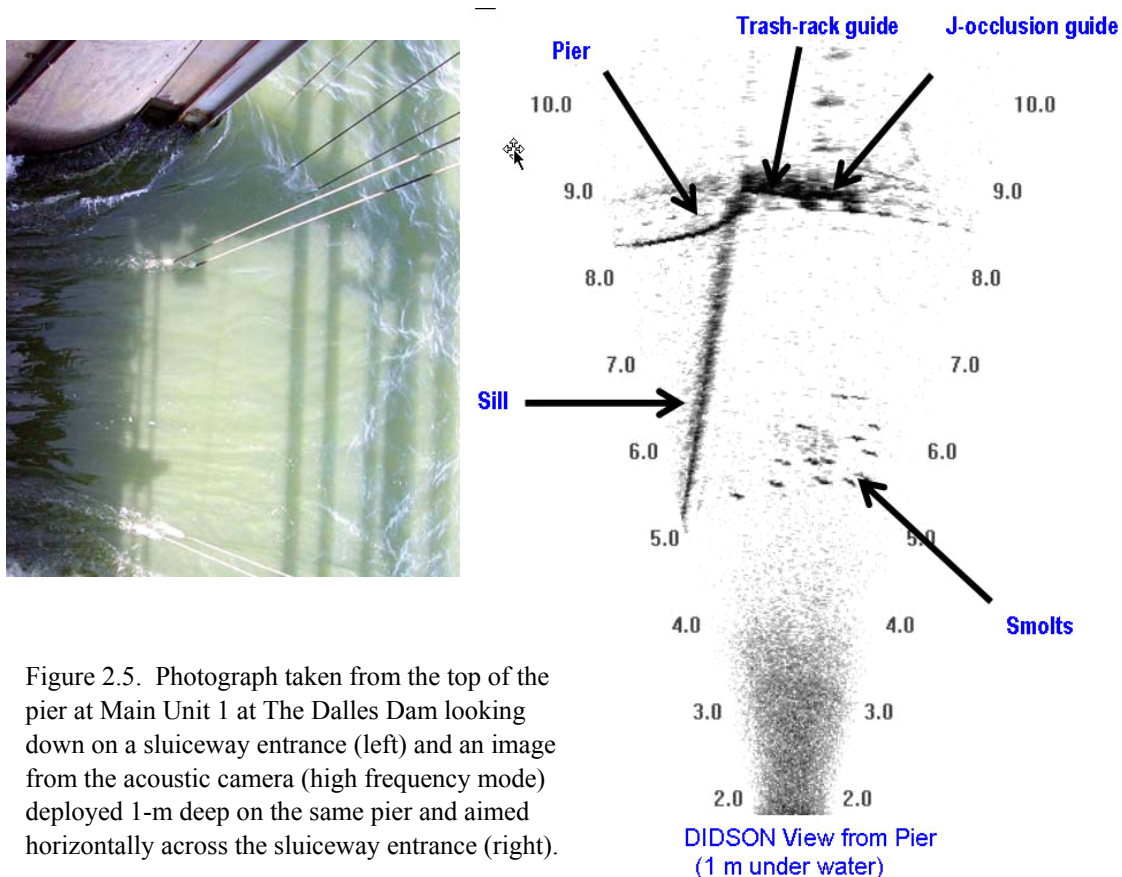 Trash-rack guide
J-occlusion guide
Pier
10.0
10.0
9.0
9.0
8.0
8.0
7.0
7.0
Sill
6.0
6.0
5.0
5.0
4.0
4.0
Smolts
3.0
3.0
2.0
2.0
DIDSON View from Pier
(1 m under water)
Figure 2.5. Photograph taken from the top of the
pier at Main Unit 1 at The Dalles Dam looking
down on a sluiceway entrance (left) and an image
from the acoustic camera (high frequency mode)
deployed 1-m deep on the same pier and aimed
horizontally across the sluiceway entrance (right).